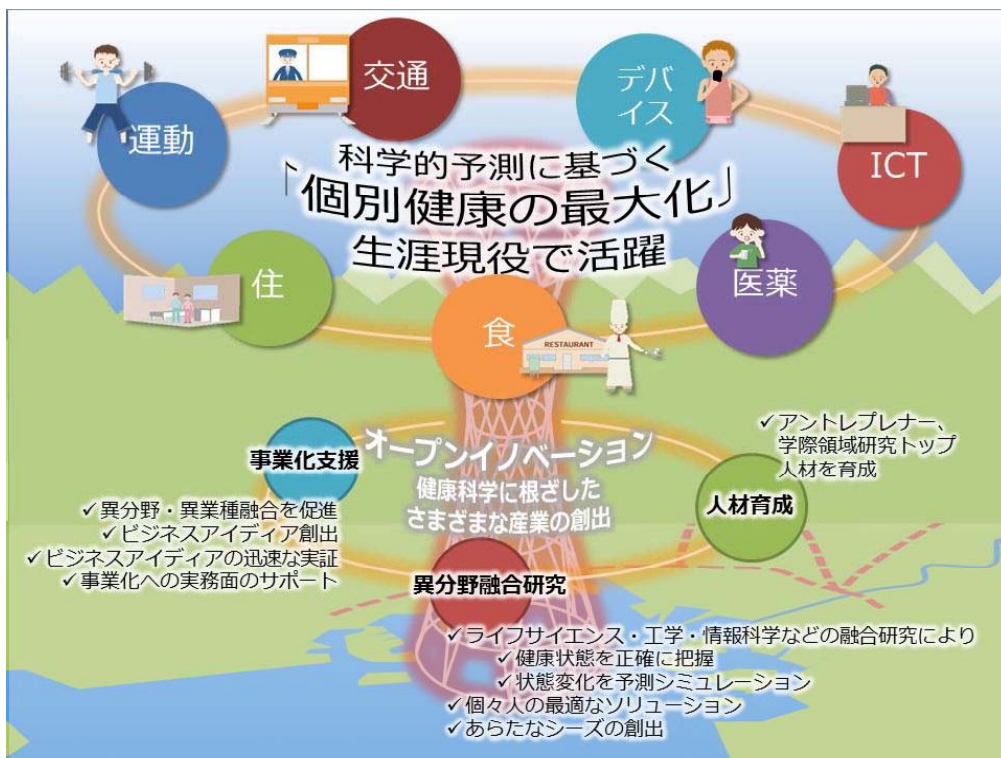 交通
デバ
イス
運動
ICT
科学的予測に基づく
「個別健康の最大化」
生涯現役で活躍
住
医薬
食
RESTAURANT
オープンイノベーション
健康科学に根ざした
さまざまな産業の創出
事業化支援
✓異分野・異業種融合を促進
✓ビジネスアイディア創出
✓ビジネスアイディアの迅速な実証
✓事業化への実務面のサポート
✓アントレプレナー、
学際領域研究トップ
人材を育成
人材育成
異分野融合研究
✓ライフサイエンス・工学・情報科学などの融合研究により
✓健康状態を正確に把握
✓状態変化を予測シミュレーション
✓個々人の最適なソリューション
✓あらたなシーズの創出